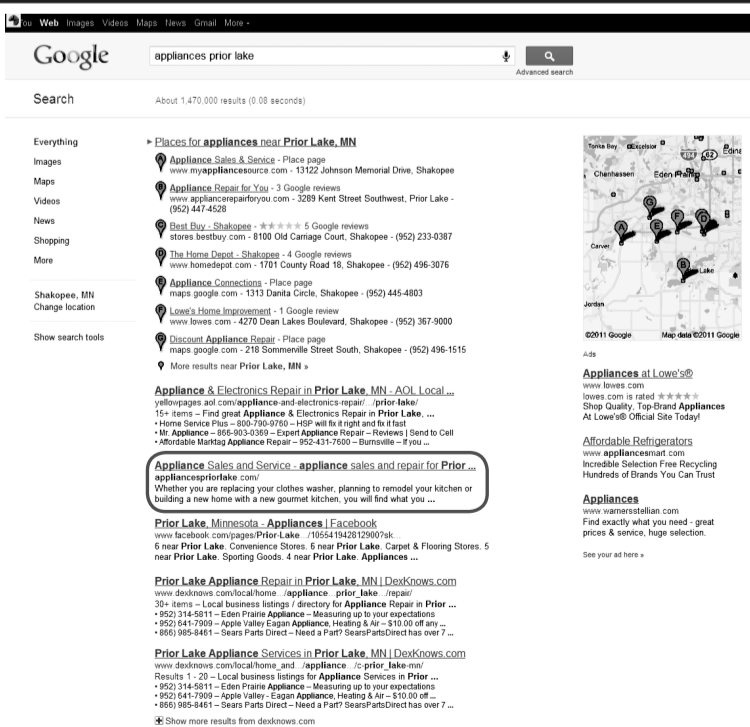 You Web Images Videos Maps News Gmail More
Google
appliances prior lake
Advanced search
Search
About 1,470,000 results (0.08 seconds)
Everything
Images
Maps
Videos
News
Shopping
More
Shakopee, MN
Change location
Show search tools
Places for appliances near Prior Lake, MN
A Appliance Sales & Service - Place page
www.myappliancesource.com - 13122 Johnson Memorial Drive, Shakopee
B Appliance Repair for You - 3 Google reviews
www.appliancerepairforyou.com - 3289 Kent Street Southwest, Prior Lake -
(952) 447-4528
C Best Buy - Shakopee - ★★★★★ 5 Google reviews
stores.bestbuy.com - 8100 Old Carriage Court, Shakopee - (952) 233-0387
D The Home Depot - Shakopee - 4 Google reviews
www.homedepot.com - 1701 County Road 18, Shakopee - (952) 496-3076
E Appliance Connections - Place page
maps.google.com - 1313 Danita Circle, Shakopee - (952) 445-4803
F Lowe's Home Improvement - 1 Google review
www.lowes.com - 4270 Dean Lakes Boulevard, Shakopee - (952) 367-9000
G Discount Appliance Repair - Place page
maps.google.com - 218 Sommerville Street South, Shakopee - (952) 496-1515
More results near Prior Lake, MN »
Appliance & Electronics Repair in Prior Lake, MN - AOL Local ...
yellowpages.aol.com/appliance-and-electronics-repair/.../prior-lake/
15+ items – Find great Appliance & Electronics Repair in Prior Lake, ...
• Home Service Plus – 800-790-9760 – HSP will fix it right and fix it fast
• Mr. Appliance – 866-903-0369 – Expert Appliance Repair – Reviews | Send to Cell
• Affordable Marktag Appliance Repair – 952-431-7600 – Burnsville – If you ...
Appliance Sales and Service - appliance sales and repair for Prior ...
appliancespriorlake.com/
Whether you are replacing your clothes washer, planning to remodel your kitchen or
building a new home with a new gourmet kitchen, you will find what you ...
Prior Lake, Minnesota - Appliances | Facebook
www.facebook.com/pages/Prior-Lake.../105541942812900?sk...
6 near Prior Lake. Convenience Stores. 6 near Prior Lake. Carpet & Flooring Stores. 5
near Prior Lake. Sporting Goods. 4 near Prior Lake. Appliances ...
Prior Lake Appliance Repair in Prior Lake, MN | DexKnows.com
www.dexknows.com/local/home.../appliance...prior_lake.../repair/
30+ items – Local business listings / directory for Appliance Repair in Prior ...
• 952) 314-5811 – Eden Prairie Appliance – Measuring up to your expectations
• 952) 641-7909 – Apple Valley Eagan Appliance, Heating & Air – $10.00 off any ...
• 866) 985-8461 – Sears Parts Direct – Need a Part? SearsPartsDirect has over 7 ...
Prior Lake Appliance Services in Prior Lake, MN | DexKnows.com
www.dexknows.com/local/home_and.../appliance.../c-prior_lake-mn/
Results 1 - 20 – Local business listings for Appliance Services in Prior ...
• 952) 314-5811 – Eden Prairie Appliance – Measuring up to your expectations
• 952) 641-7909 – Apple Valley - Eagan Appliance, Heating & Air – $10.00 off ...
• 866) 985-8461 – Sears Parts Direct – Need a Part? SearsPartsDirect has over 7 ...
Show more results from dexknows.com
Tonka Bay Excelsior
494 62 Edina
Chanhassen Eden Prairie
G
A E F D
Carver
B
Lake
Jordan
©2011 Google Map data ©2011 Google
Ads
Appliances at Lowe's®
www.lowes.com
lowes.com is rated ★★★★★
Shop Quality, Top-Brand Appliances
At Lowe's® Official Site Today!
Affordable Refrigerators
www.appliancesmart.com
Incredible Selection Free Recycling
Hundreds of Brands You Can Trust
Appliances
www.warnersstellian.com
Find exactly what you need - great
prices & service, huge selection.
See your ad here »